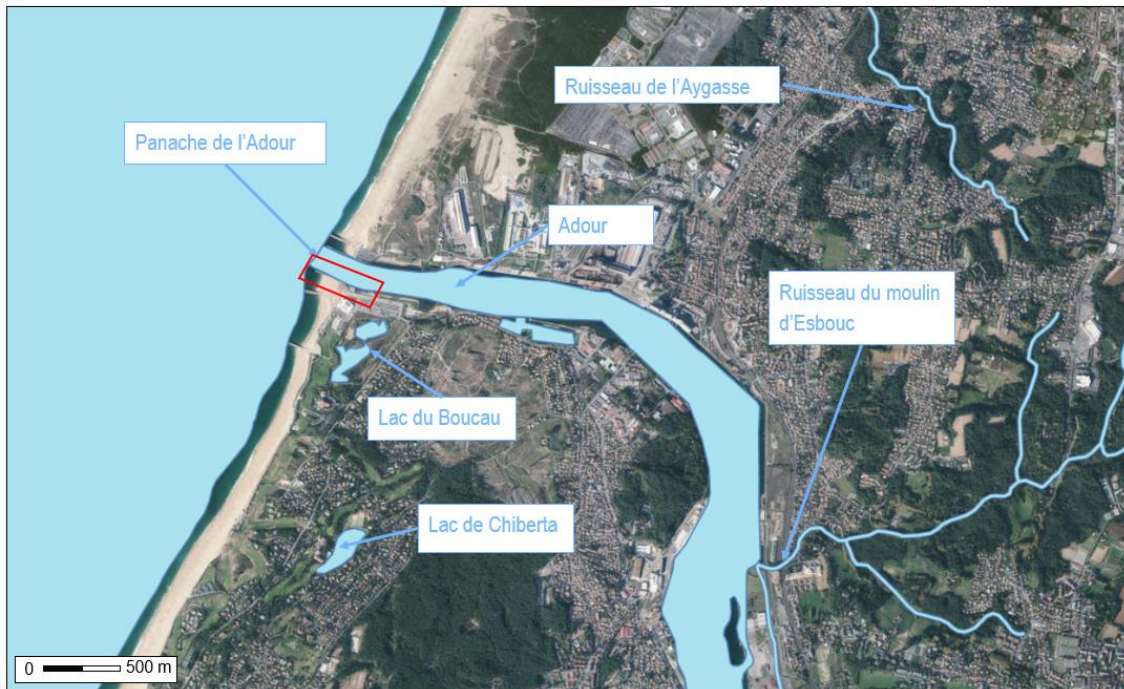 Ruisseau de l'Aygasse
Panache de l'Adour
Adour
Ruisseau du moulin
d'Esbouc
Lac du Boucau
Lac de Chiberta
0 500 m